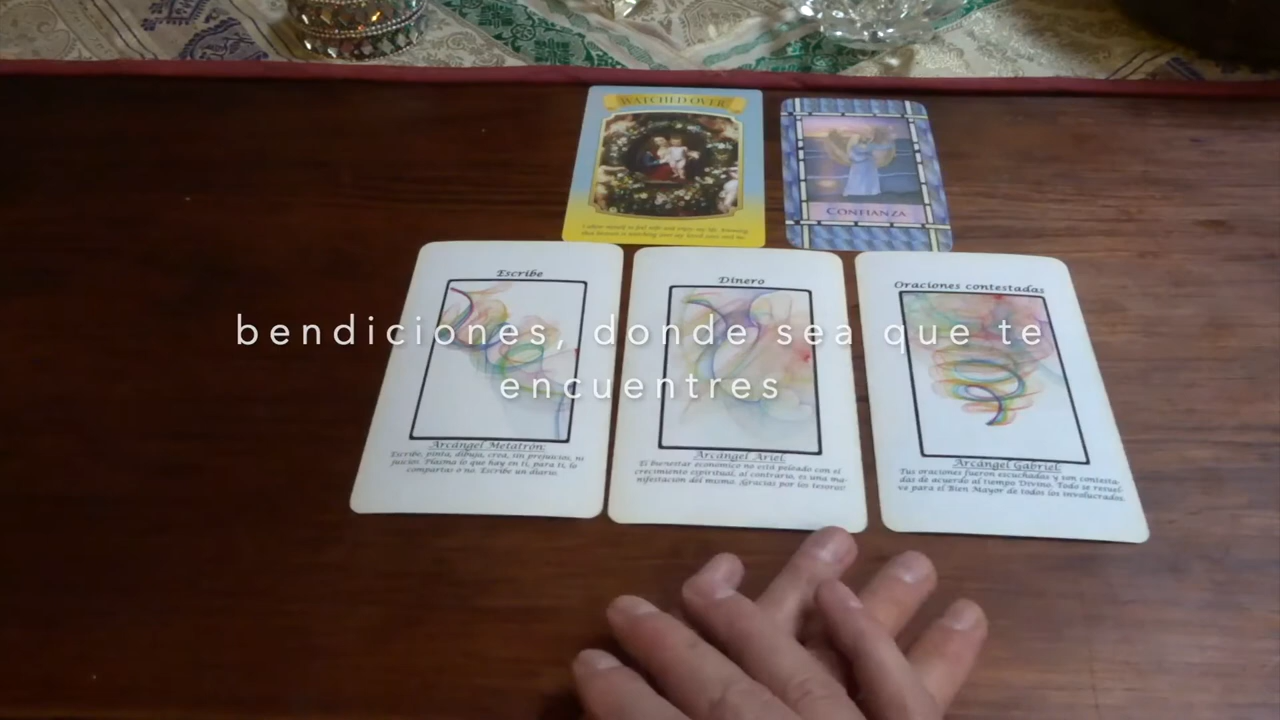 WATCHED OVER
CONFIANZA
Escribe
Dinero
Oraciones contestadas
bendiciones, donde sea que te
encuentres
Arcángel Metatrón:
Escribe, pinta, dibuja, crea, sin prejuicios, ni
juicios. Plasma lo que hay en ti, para ti, lo
compartas o no. Escribe un diario.
Arcángel Ariel:
El bienestar económico no está peleado con el
crecimiento espiritual, al contrario, es una ma-
nifestación del mismo. ¡Gracias por los tesoros!
Arcángel Gabriel:
Tus oraciones fueron escuchadas y son contesta-
das de acuerdo al tiempo Divino. Todo se resuel-
ve para el Bien Mayor de todos los involucrados.